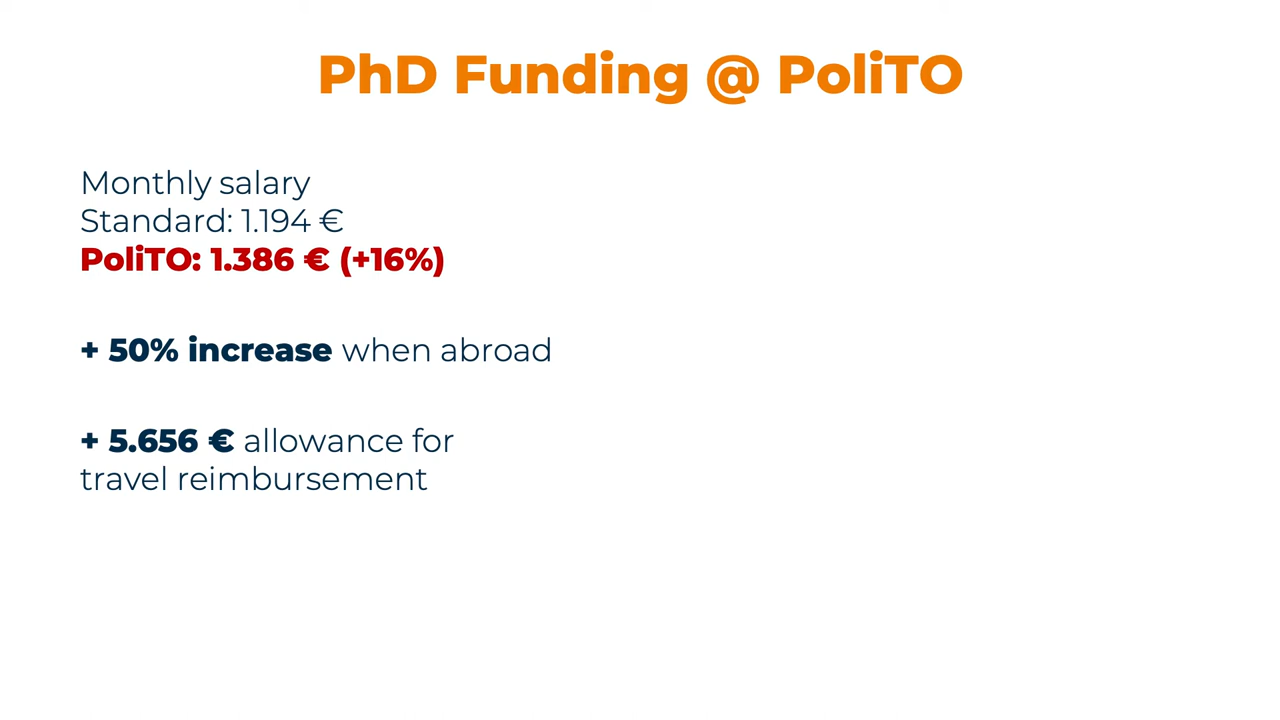 PhD Funding @ PoliTO
Monthly salary
Standard: 1.194 €
PoliTO: 1.386 € (+16%)
+ 50% increase when abroad
+ 5.656 € allowance for
travel reimbursement